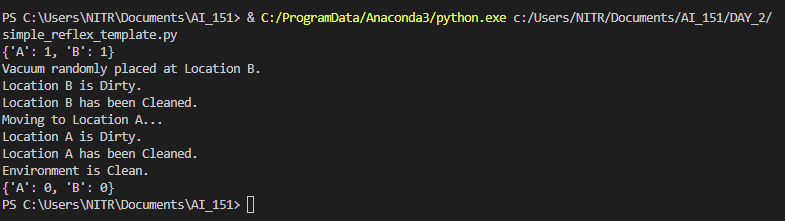 PS C:\Users\NITR\Documents\AI_151> & C:/ProgramData/Anaconda3/python.exe c:/Users/NITR/Documents/AI_151/DAY_2/
simple_reflex_template.py
{'A': 1, 'B': 1}
Vacuum randomly placed at Location B.
Location B is Dirty.
Location B has been Cleaned.
Moving to Location A...
Location A is Dirty.
Location A has been Cleaned.
Environment is Clean.
{'A': 0, 'B': 0}
PS C:\Users\NITR\Documents\AI_151>